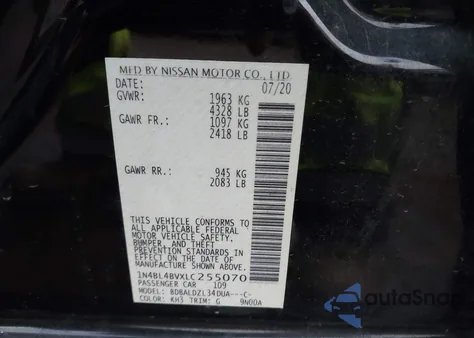 MFD BY NISSAN MOTOR CO., LTD
DATE: 07/20
GVWR: 1963 KG
4328 LB
GAWR FR.: 1097 KG
2418 LB
GAWR RR.: 945 KG
2083 LB
THIS VEHICLE CONFORMS TO
ALL APPLICABLE FEDERAL
MOTOR VEHICLE SAFETY,
BUMPER, AND THEFT
PREVENTION STANDARDS IN
EFFECT ON THE DATE OF
MANUFACTURE SHOWN ABOVE.
1N4BL4BVXLC255070
PASSENGER CAR 109
MODEL: BDBALDZL34DUA---C-
COLOR: KH3 TRIM: G 9N00A
autoSnap